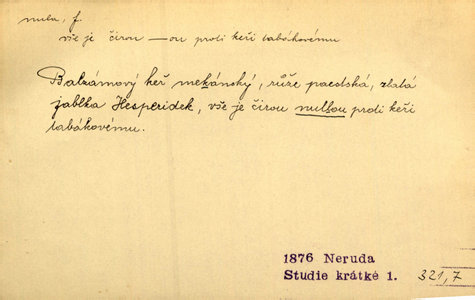 nula, f.
vše je čirou —ou proti keři tabákovému
Balzámový keř mekánský, růže paestská, zlatá
jablka Hesperidek, vše je čirou nullou proti keři
tabákovému.
1876 Neruda
Studie krátké 1. 321,7